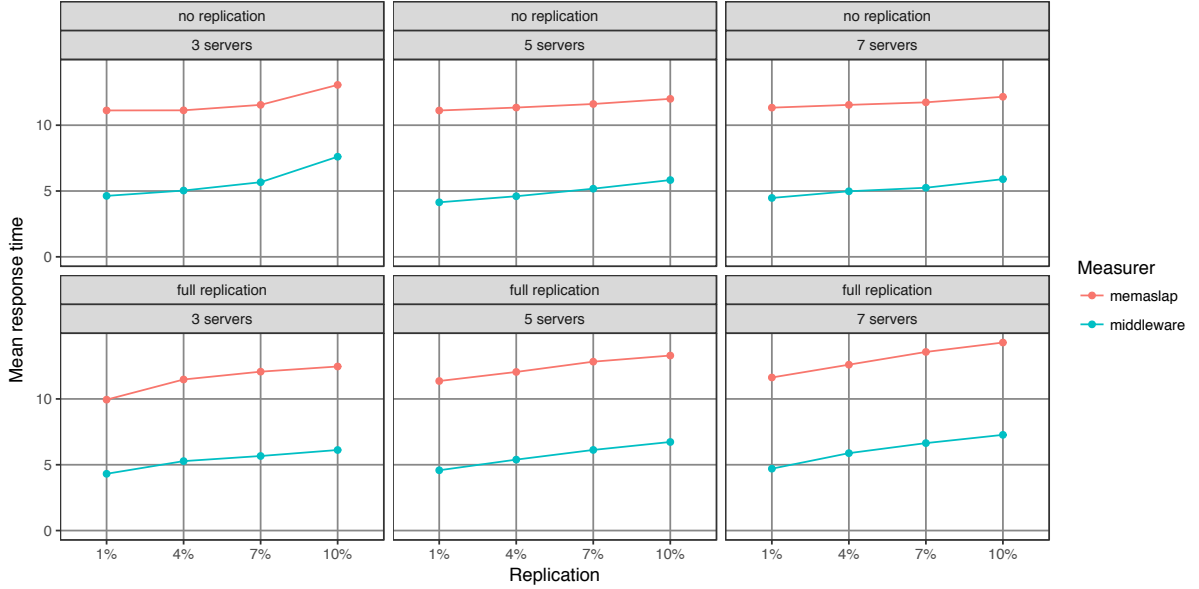 no replication no replication no replication
3 servers 5 servers 7 servers
10
5
0
Mean response time
full replication full replication full replication
3 servers 5 servers 7 servers
10
5
0
1% 4% 7% 10% 1% 4% 7% 10% 1% 4% 7% 10%
Replication
Measurer
memaslap
middleware